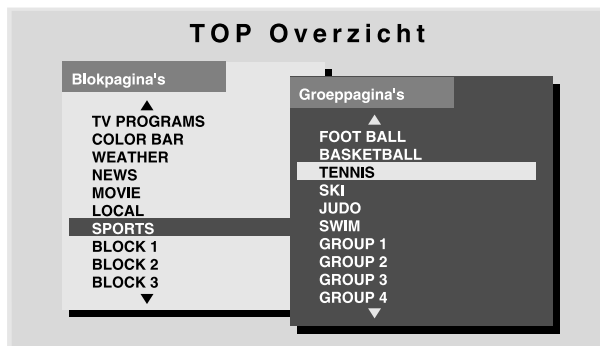 TOP Overzicht
Blokpagina's
TV PROGRAMS
COLOR BAR
WEATHER
NEWS
MOVIE
LOCAL
SPORTS
BLOCK 1
BLOCK 2
BLOCK 3
Groeppagina's
FOOT BALL
BASKETBALL
TENNIS
SKI
JUDO
SWIM
GROUP 1
GROUP 2
GROUP 3
GROUP 4